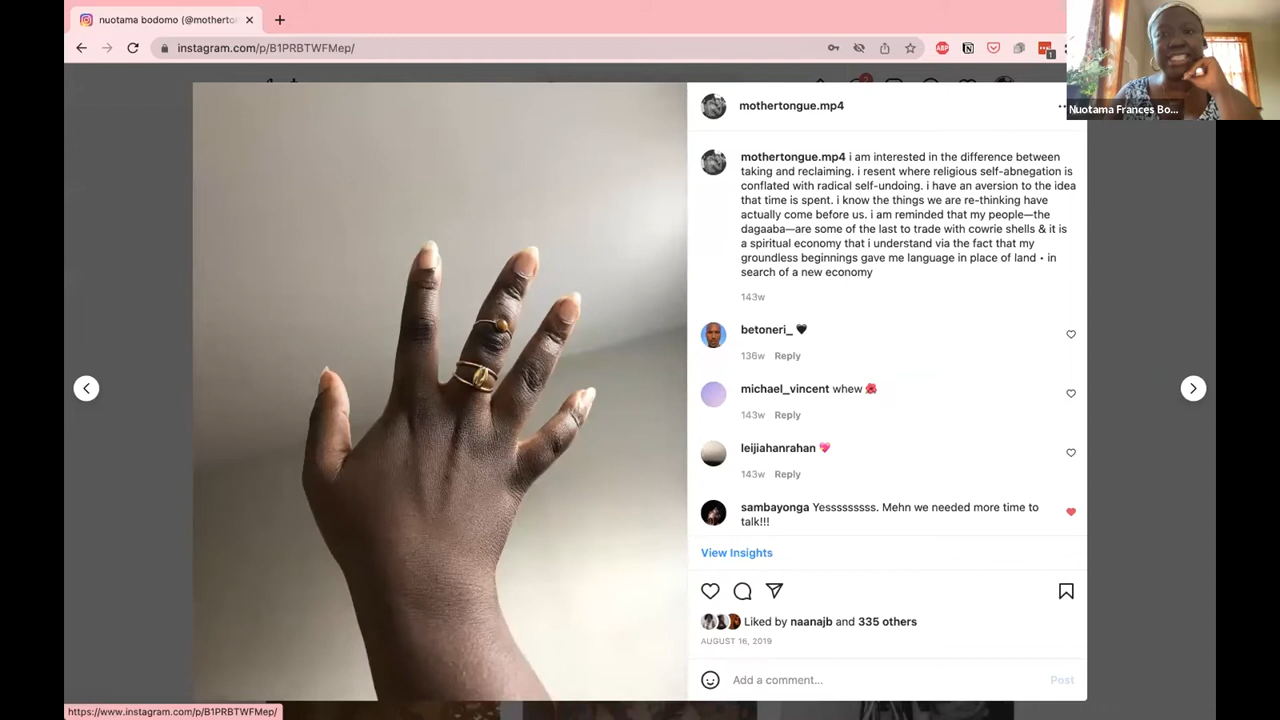 nuotama bodomo (@motherto
instagram.com/p/B1PRBTWFMep/
ABP
1
Nuotama Frances Bo...
mothertongue.mp4
mothertongue.mp4 i am interested in the difference between
taking and reclaiming. i resent where religious self-abnegation is
conflated with radical self-undoing. i have an aversion to the idea
that time is spent. i know the things we are re-thinking have
actually come before us. i am reminded that my people—the
dagaaba—are some of the last to trade with cowrie shells & it is
a spiritual economy that i understand via the fact that my
groundless beginnings gave me language in place of land • in
search of a new economy
143w
betoneri_ 🖤
136w Reply
michael_vincent whew 🌺
143w Reply
leijiahanrahan 💖
143w Reply
sambayonga Yesssssssss. Mehn we needed more time to
talk!!!
View Insights
Liked by naanajb and 335 others
AUGUST 16, 2019
Add a comment...
Post
https://www.instagram.com/p/B1PRBTWFMep/